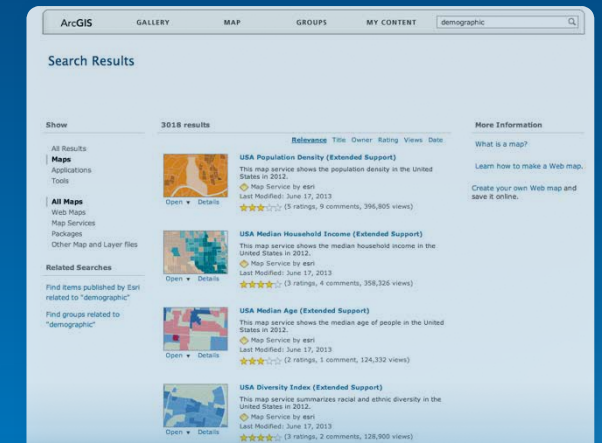 ArcGIS GALLERY MAP GROUPS MY CONTENT demographic
Search Results
Show
All Results
Maps
Applications
Tools
All Maps
Web Maps
Map Services
Packages
Other Map and Layer files
Related Searches
Find items published by Esri
related to "demographic"
Find groups related to
"demographic"
3018 results
Relevance Title Owner Rating Views Date
USA Population Density (Extended Support)
This map service shows the population density in the United
States in 2012.
Map Service by esri
Last Modified: June 17, 2013
(5 ratings, 9 comments, 396,805 views)
Open ▾ Details
USA Median Household Income (Extended Support)
This map service shows the median household income in the
United States in 2012.
Map Service by esri
Last Modified: June 17, 2013
(3 ratings, 4 comments, 358,326 views)
Open ▾ Details
USA Median Age (Extended Support)
This map service shows the median age of people in the United
States in 2012.
Map Service by esri
Last Modified: June 17, 2013
(2 ratings, 1 comment, 124,332 views)
Open ▾ Details
USA Diversity Index (Extended Support)
This map service summarizes racial and ethnic diversity in the
United States in 2012.
Map Service by esri
Last Modified: June 17, 2013
(3 ratings, 2 comments, 128,900 views)
Open ▾ Details
More Information
What is a map?
Learn how to make a Web map.
Create your own Web map and
save it online.